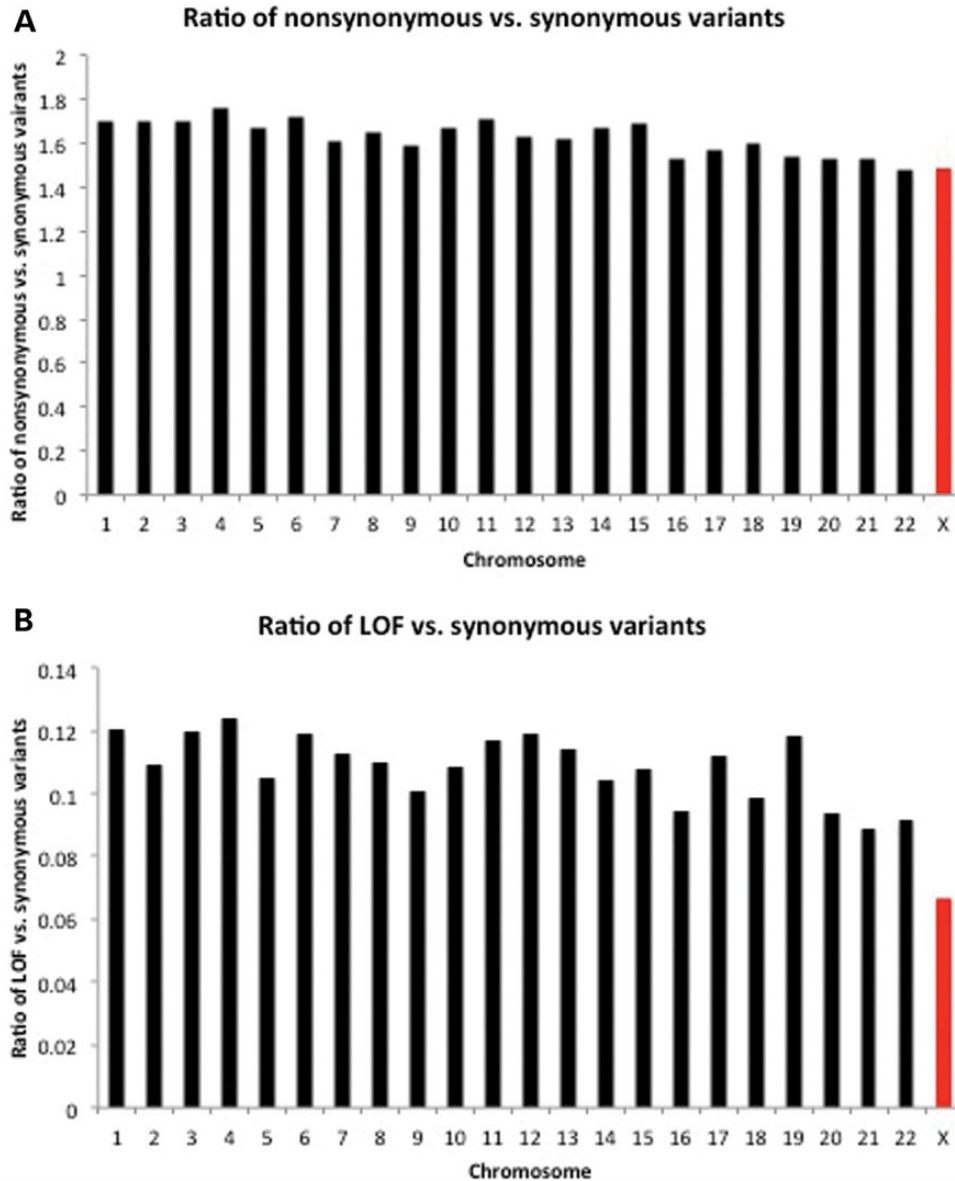 A
Ratio of nonsynonymous vs. synonymous variants
Ratio of nonsynonymous vs. synonymous vairants
2
1.8
1.6
1.4
1.2
1
0.8
0.6
0.4
0.2
0
1 2 3 4 5 6 7 8 9 10 11 12 13 14 15 16 17 18 19 20 21 22 X
Chromosome
B
Ratio of LOF vs. synonymous variants
Ratio of LOF vs. synonymous variants
0.14
0.12
0.1
0.08
0.06
0.04
0.02
0
1 2 3 4 5 6 7 8 9 10 11 12 13 14 15 16 17 18 19 20 21 22 X
Chromosome